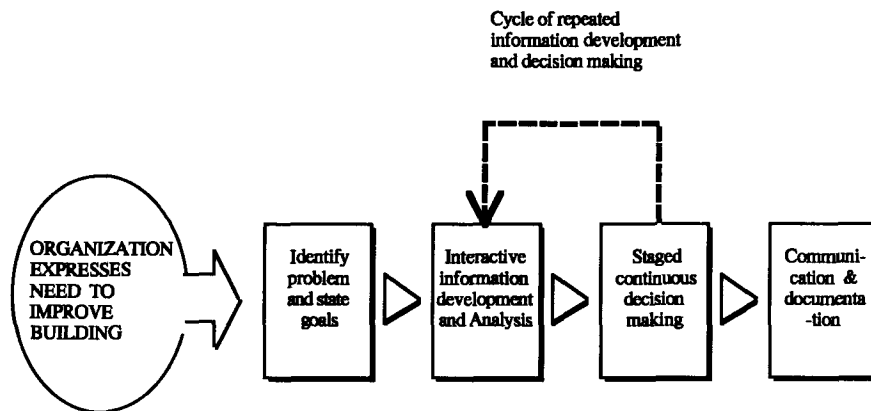 Cycle of repeated
information development
and decision making
ORGANIZATION
EXPRESSES
NEED TO
IMPROVE
BUILDING
Identify
problem
and state
goals
Interactive
information
development
and Analysis
Staged
continuous
decision
making
Communi-
cation &
documenta
-tion